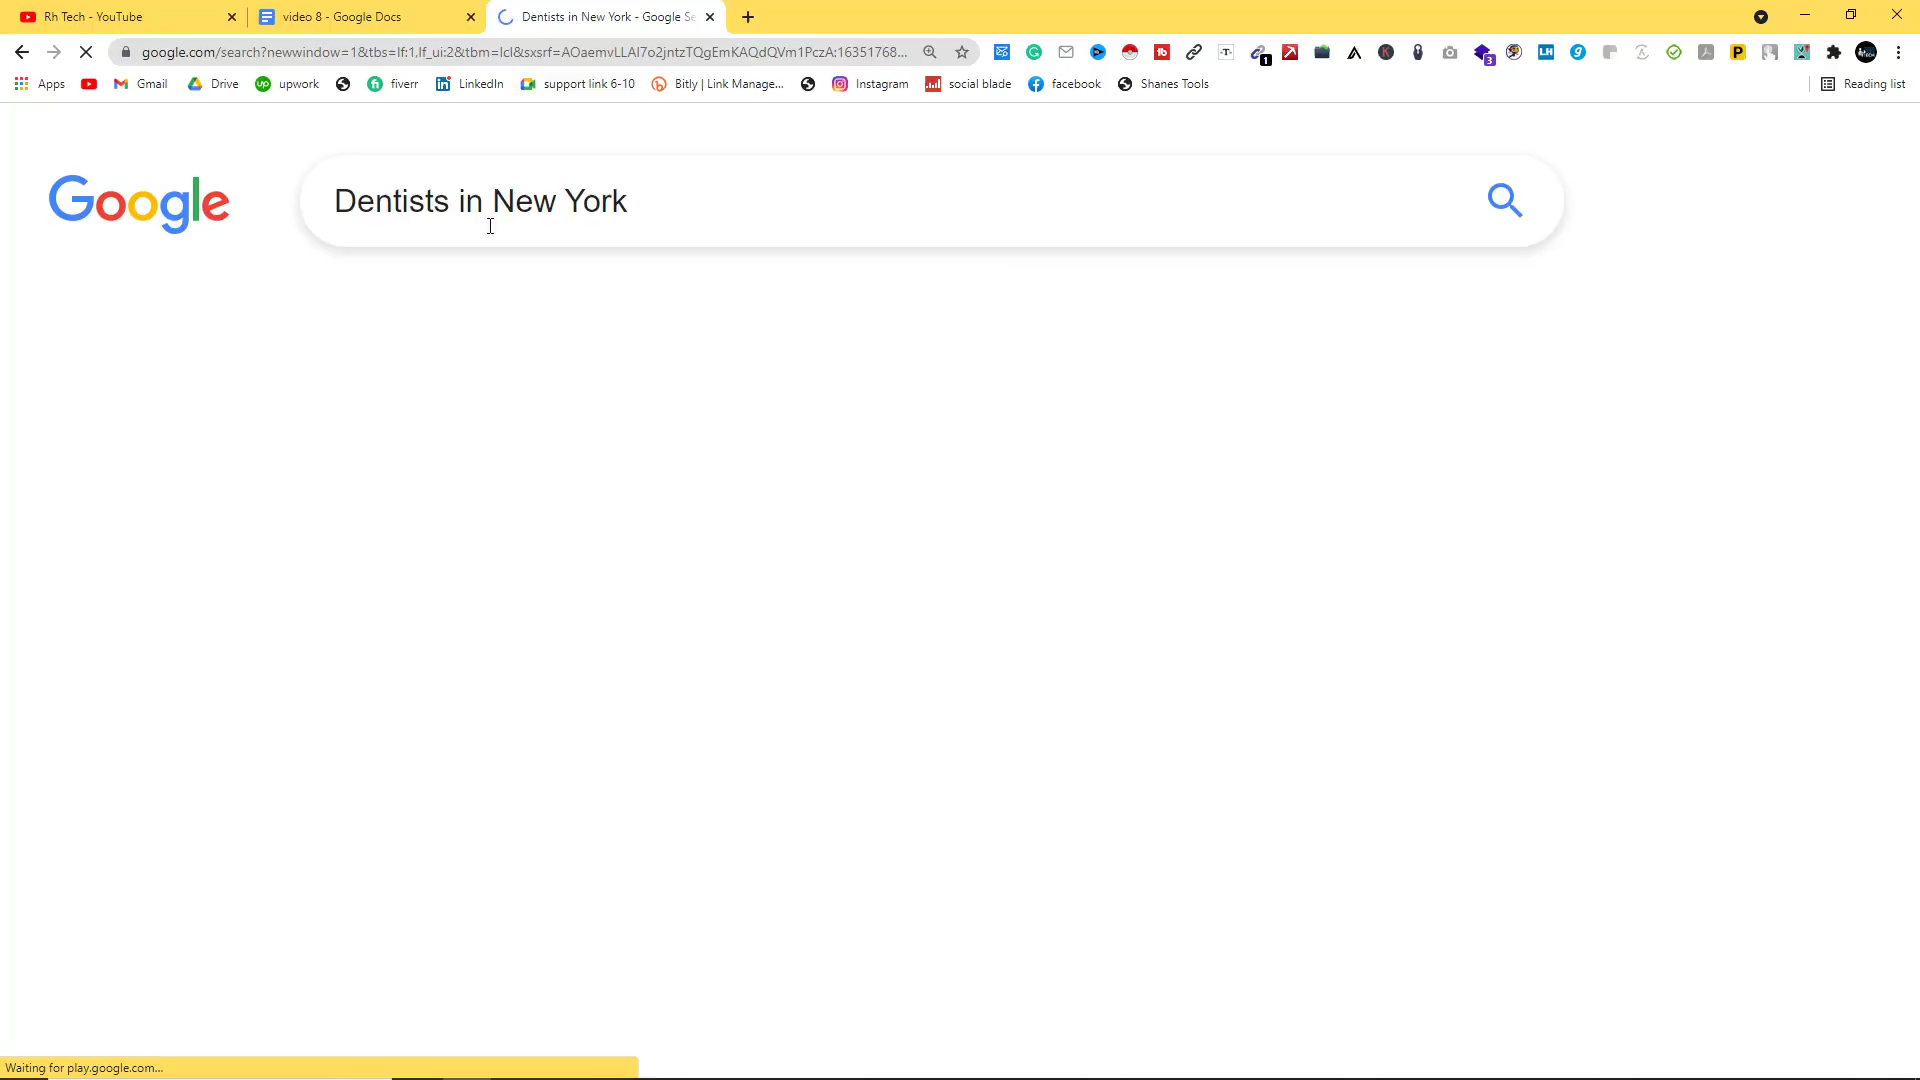 Rh Tech - YouTube
video 8 - Google Docs
Dentists in New York - Google Se
google.com/search?newwindow=1&tbs=lf:1,lf_ui:2&tbm=lcl&sxsrf=AOaemvLLAl7o2jntzTQgEmKAQdQVm1PczA:16351768...
Apps
Gmail
Drive
upwork
fiverr
LinkedIn
support link 6-10
Bitly | Link Manage...
Instagram
social blade
facebook
Shanes Tools
Reading list
Google
Dentists in New York
Waiting for play.google.com...